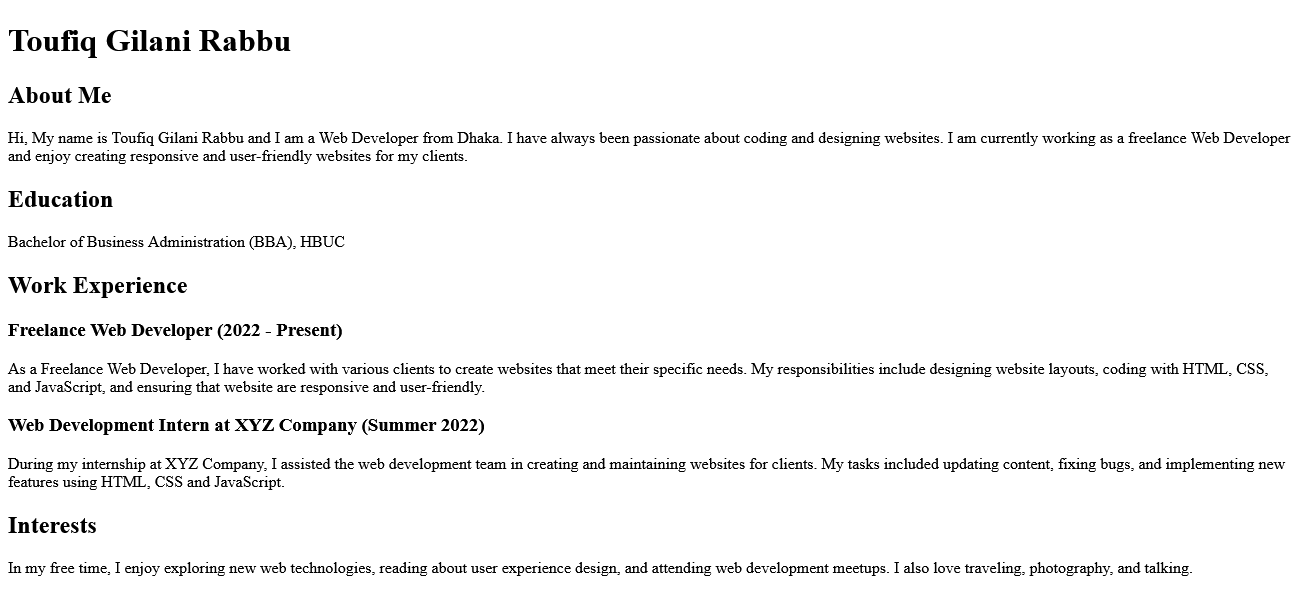 Toufiq Gilani Rabbu
About Me
Hi, My name is Toufiq Gilani Rabbu and I am a Web Developer from Dhaka. I have always been passionate about coding and designing websites. I am currently working as a freelance Web Developer
and enjoy creating responsive and user-friendly websites for my clients.
Education
Bachelor of Business Administration (BBA), HBUC
Work Experience
Freelance Web Developer (2022 - Present)
As a Freelance Web Developer, I have worked with various clients to create websites that meet their specific needs. My responsibilities include designing website layouts, coding with HTML, CSS,
and JavaScript, and ensuring that website are responsive and user-friendly.
Web Development Intern at XYZ Company (Summer 2022)
During my internship at XYZ Company, I assisted the web development team in creating and maintaining websites for clients. My tasks included updating content, fixing bugs, and implementing new
features using HTML, CSS and JavaScript.
Interests
In my free time, I enjoy exploring new web technologies, reading about user experience design, and attending web development meetups. I also love traveling, photography, and talking.